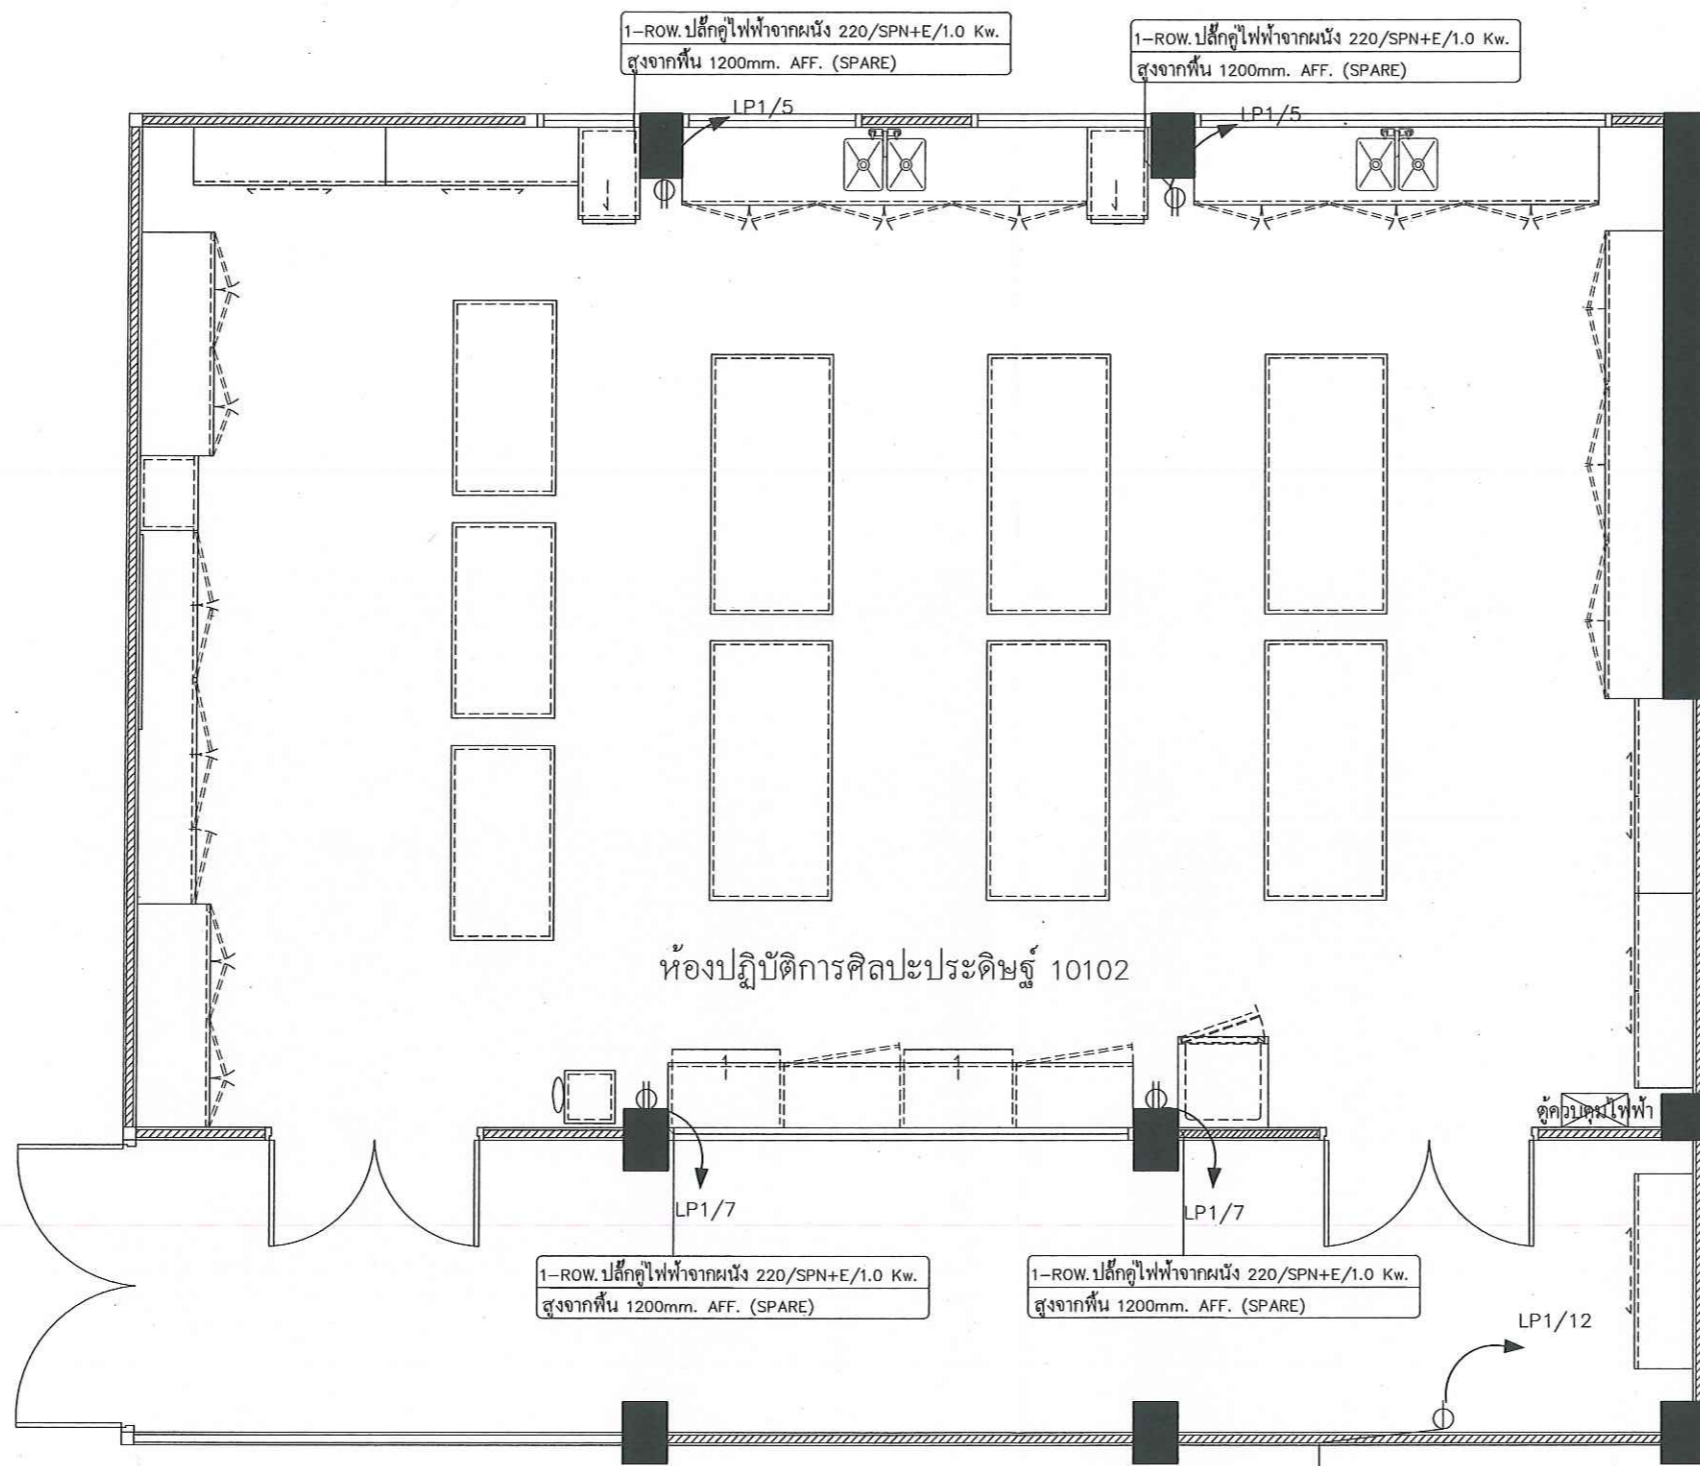 1-ROW.ปลั๊กคู่ไฟฟ้าจากผนัง 220/SPN+E/1.0 Kw.
สูงจากพื้น 1200mm. AFF. (SPARE)
1-ROW.ปลั๊กคู่ไฟฟ้าจากผนัง 220/SPN+E/1.0 Kw.
สูงจากพื้น 1200mm. AFF. (SPARE)
LP1/5
LP1/5
ห้องปฏิบัติการศิลปะประดิษฐ์ 10102
ตู้ควบคุมไฟฟ้า
LP1/7
LP1/7
1-ROW.ปลั๊กคู่ไฟฟ้าจากผนัง 220/SPN+E/1.0 Kw.
สูงจากพื้น 1200mm. AFF. (SPARE)
1-ROW.ปลั๊กคู่ไฟฟ้าจากผนัง 220/SPN+E/1.0 Kw.
สูงจากพื้น 1200mm. AFF. (SPARE)
LP1/12